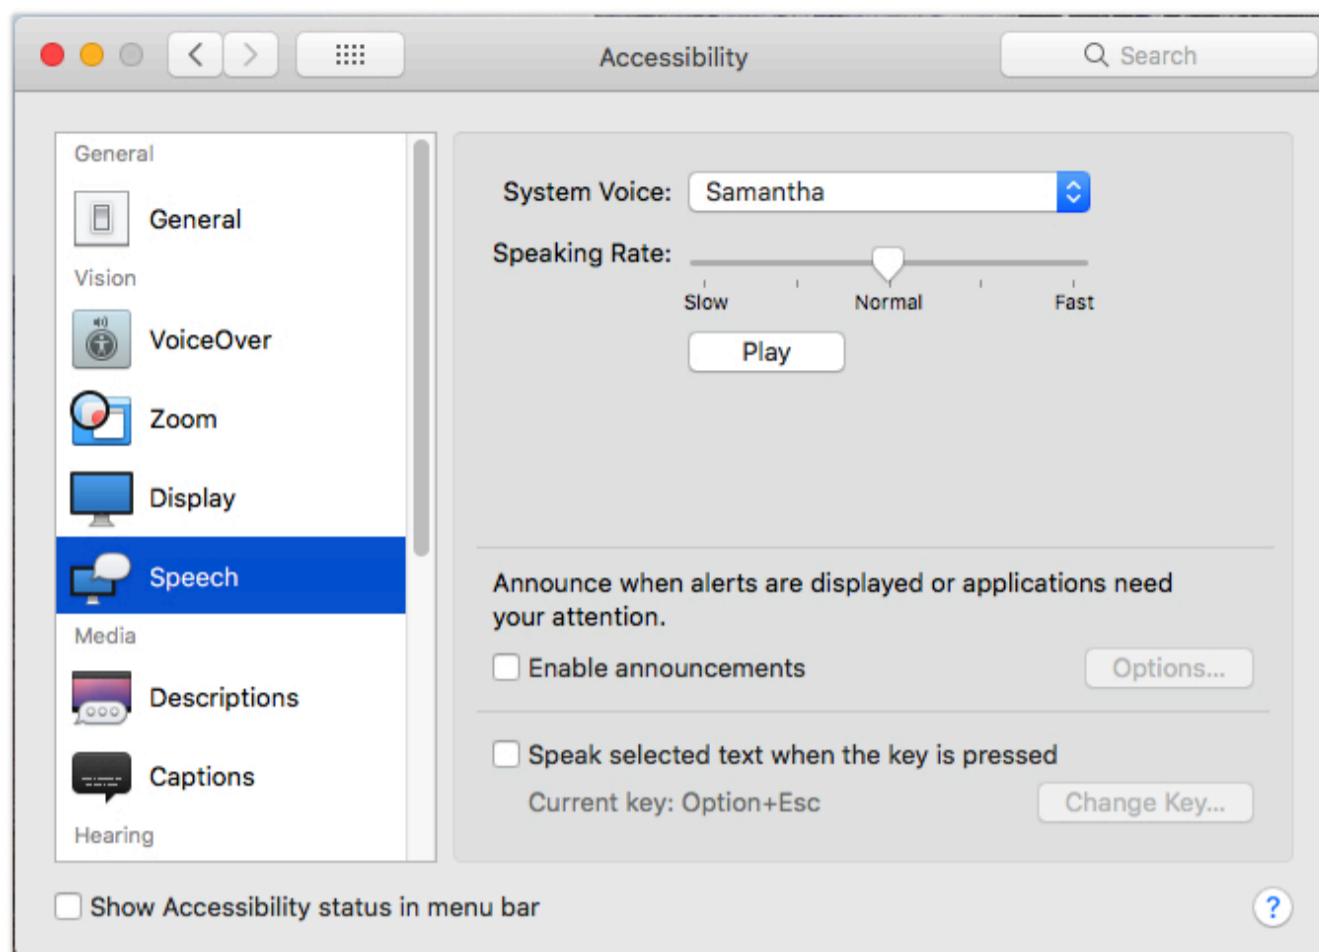 Accessibility
Search
General
General
Vision
VoiceOver
Zoom
Display
Speech
Media
Descriptions
Captions
Hearing
System Voice: Samantha
Speaking Rate:
Slow Normal Fast
Play
Announce when alerts are displayed or applications need
your attention.
Enable announcements Options...
Speak selected text when the key is pressed
Current key: Option+Esc Change Key...
Show Accessibility status in menu bar ?